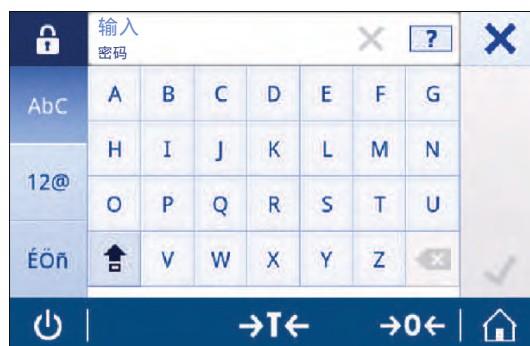 输入
密码
?
AbC
A B C D E F G
H I J K L M N
12@
O P Q R S T U
ÉÖñ
V W X Y Z
→T←
→0←